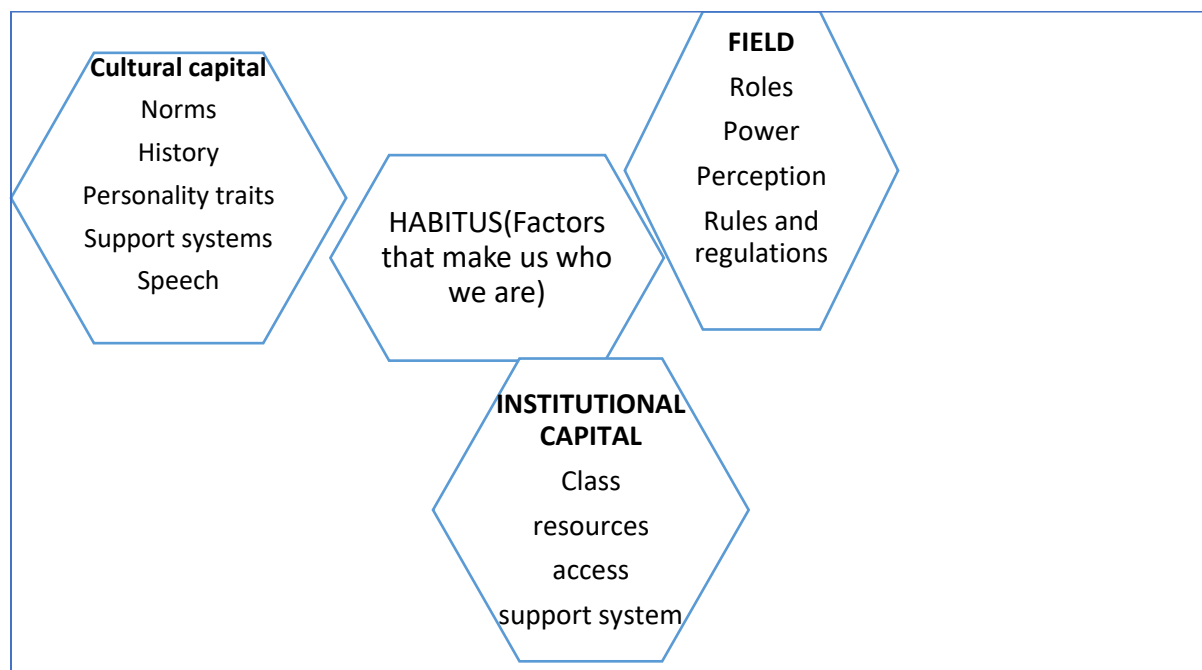 Cultural capital
Norms
History
Personality traits
Support systems
Speech
HABITUS(Factors
that make us who
we are)
FIELD
Roles
Power
Perception
Rules and
regulations
INSTITUTIONAL
CAPITAL
Class
resources
access
support system